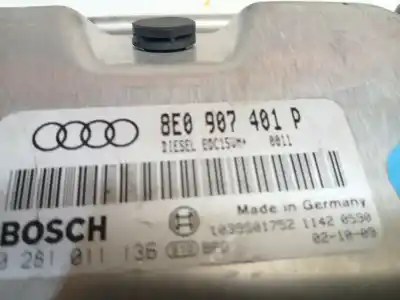 8E0 907 401 P
DIESEL EDC15VM+ 0011
Made in Germany
BOSCH
1039S01752 1142 0590
0 281 011 136
02-10-09